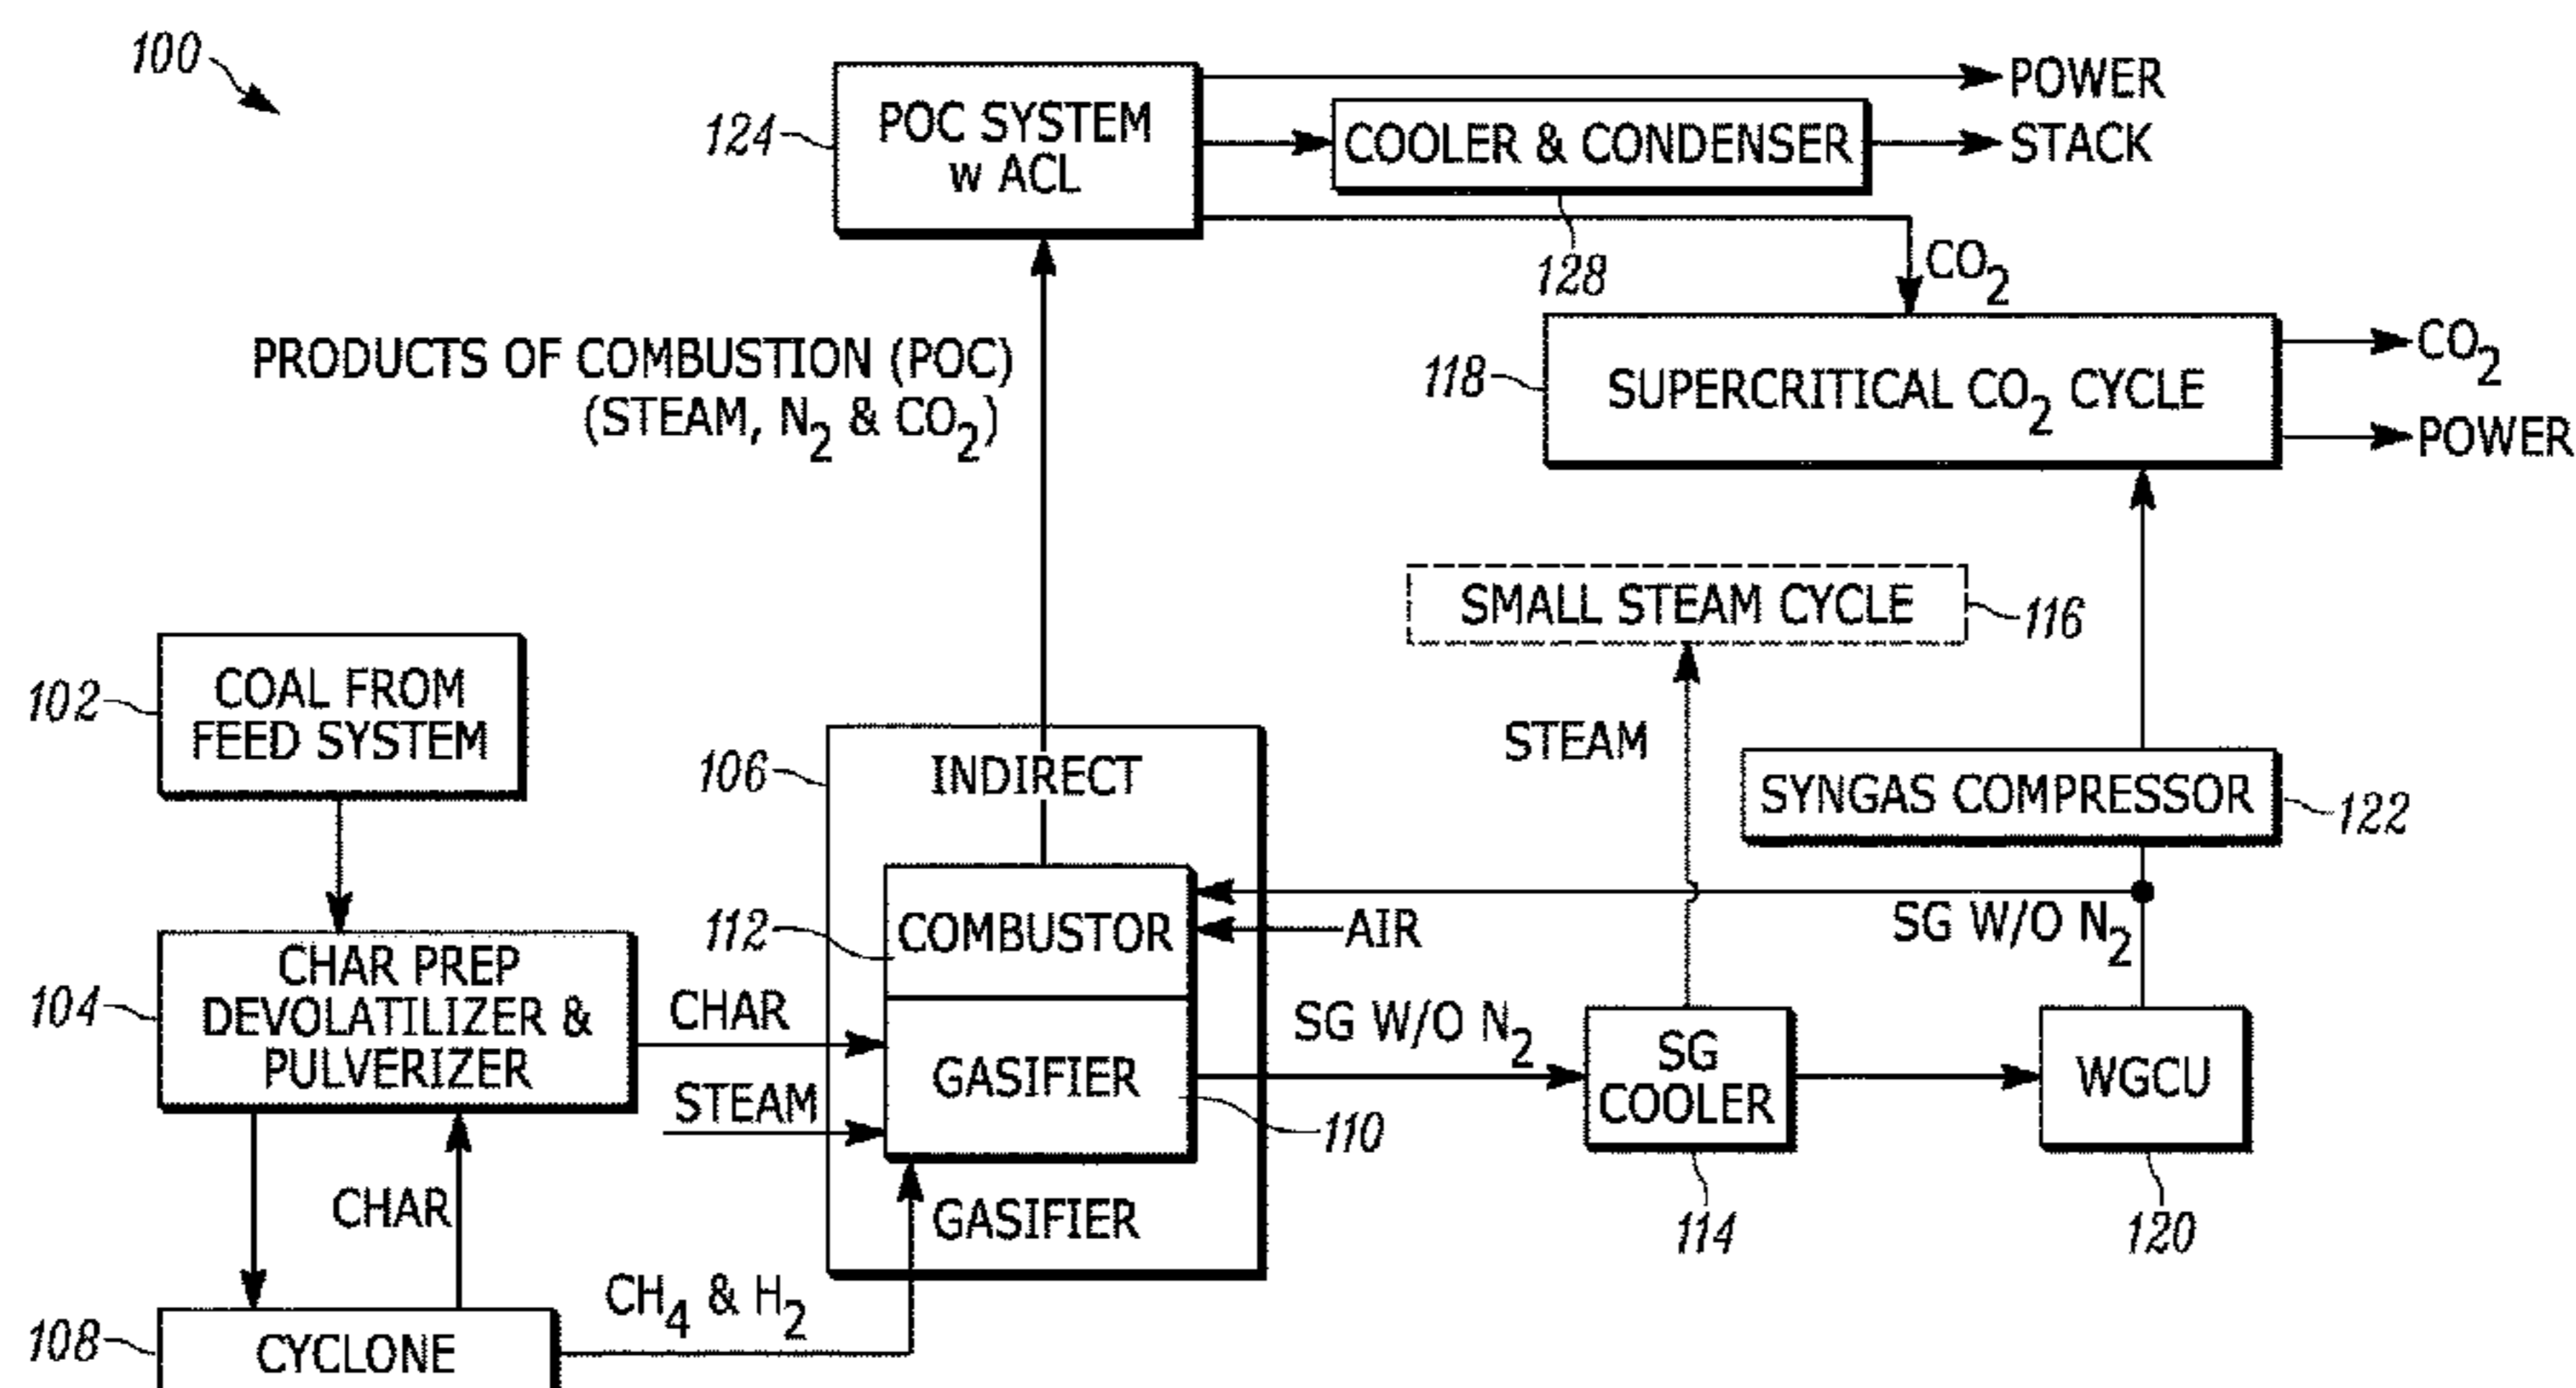 100
124
POC SYSTEM
w ACL
POWER
COOLER & CONDENSER
STACK
128
CO2
PRODUCTS OF COMBUSTION (POC)
(STEAM, N2 & CO2)
118
SUPERCRITICAL CO2 CYCLE
CO2
POWER
SMALL STEAM CYCLE
116
102
COAL FROM
FEED SYSTEM
106
INDIRECT
STEAM
SYNGAS COMPRESSOR
122
112
COMBUSTOR
AIR
SG W/O N2
104
CHAR PREP
DEVOLATILIZER &
PULVERIZER
CHAR
STEAM
GASIFIER
110
SG W/O N2
SG
COOLER
WGCU
114
120
CHAR
GASIFIER
CH4 & H2
108
CYCLONE